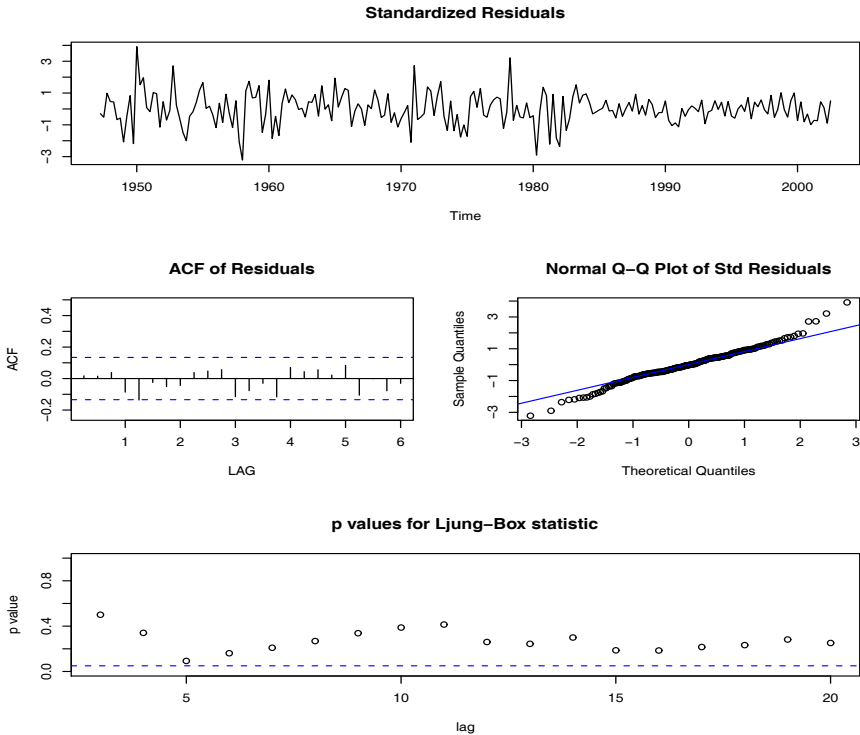 Standardized Residuals
3
1
−1
−3
1950 1960 1970 1980 1990 2000
Time
ACF of Residuals
ACF
0.4
0.2
0.0
−0.2
1 2 3 4 5 6
LAG
Normal Q−Q Plot of Std Residuals
Sample Quantiles
3
1
−1
−3
−3 −2 −1 0 1 2 3
Theoretical Quantiles
p values for Ljung−Box statistic
p value
0.8
0.4
0.0
5 10 15 20
lag